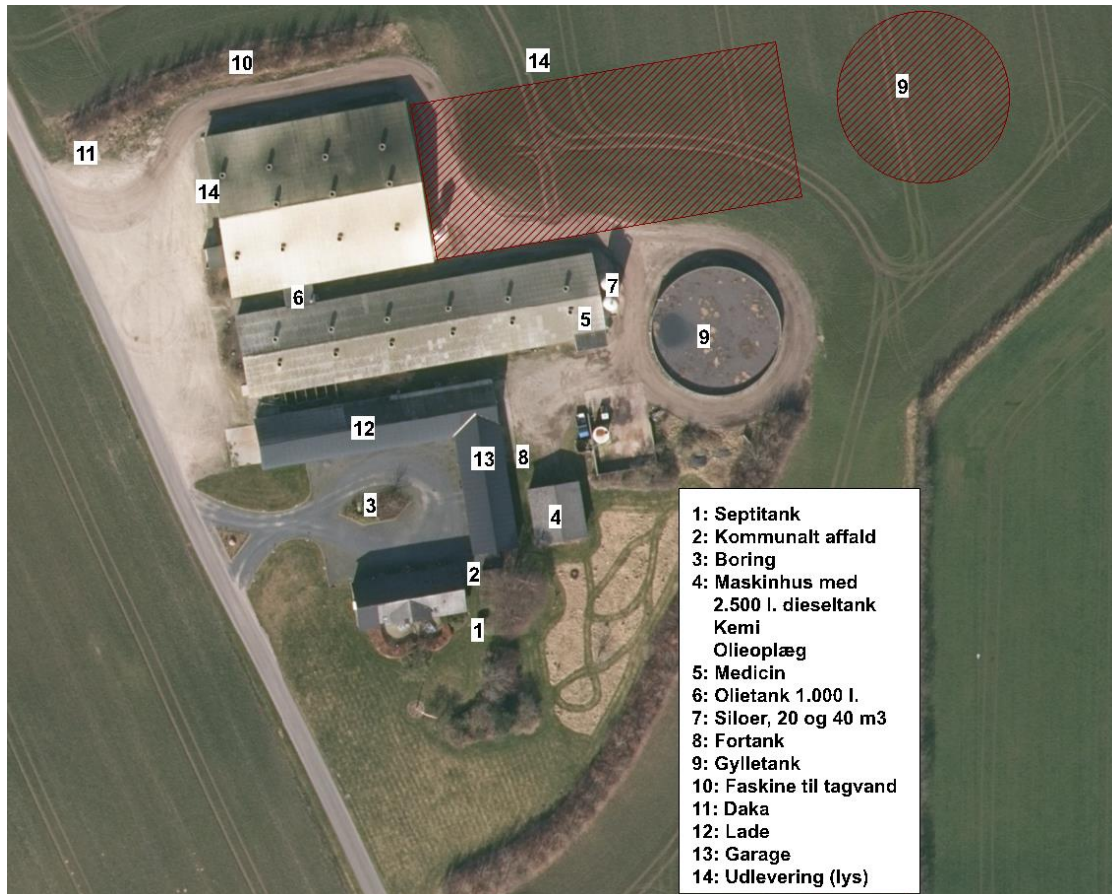 10
14
9
11
14
6
7
5
9
12
13
8
3
4
2
1
1: Septitank
2: Kommunalt affald
3: Boring
4: Maskinhus med
2.500 l. dieseltank
Kemi
Olieoplæg
5: Medicin
6: Olietank 1.000 l.
7: Siloer, 20 og 40 m3
8: Fortank
9: Gylletank
10: Faskine til tagvand
11: Daka
12: Lade
13: Garage
14: Udlevering (lys)